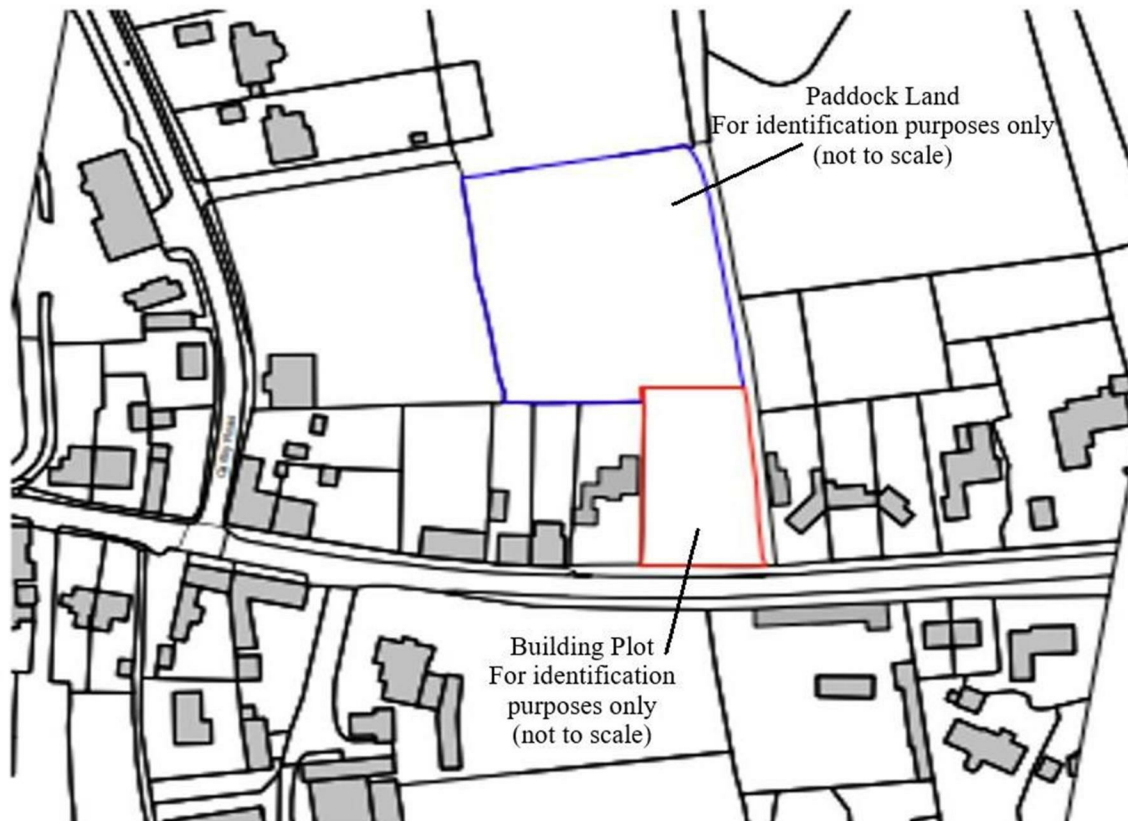 Paddock Land
For identification purposes only
(not to scale)
Building Plot
For identification
purposes only
(not to scale)